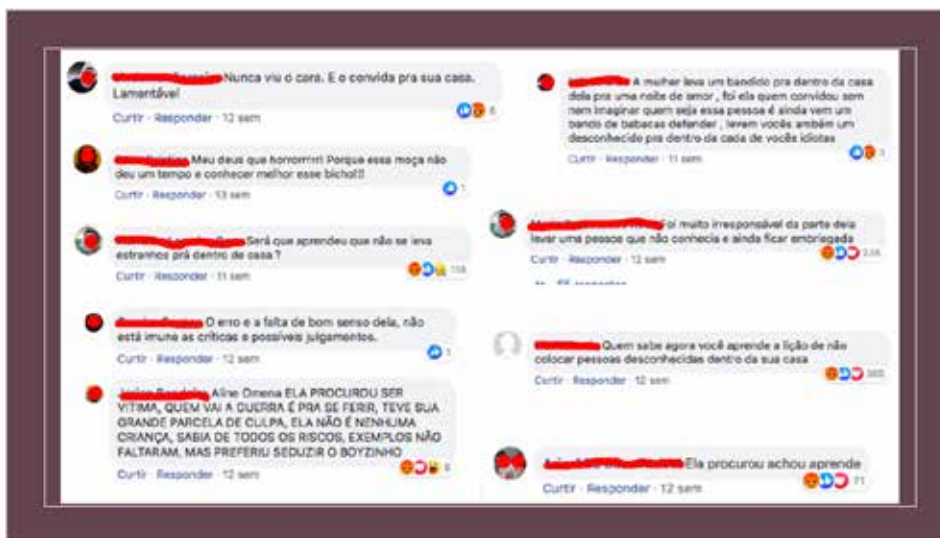 Nunca viu o cara. E o convida pra sua casa.
Lamentável
Curtir · Responder · 12 sem
6
Meu deus que horrorrrr! Porque essa moça não
deu um tempo e conhecer melhor esse bicho!!!
Curtir · Responder · 13 sem
1
Será que aprendeu que não se leva
estranhos prá dentro de casa ?
Curtir · Responder · 11 sem
O erro e a falta de bom senso dela, não
está imune as críticas e possíveis julgamentos.
Curtir · Responder · 12 sem
Aline Omena ELA PROCUROU SER
VITIMA, QUEM VAI A GUERRA É PRA SE FERIR, TEVE SUA
GRANDE PARCELA DE CULPA, ELA NÃO É NENHUMA
CRIANÇA, SABIA DE TODOS OS RISCOS, EXEMPLOS NÃO
FALTARAM, MAS PREFERIU SEDUZIR O BOYZINHO
Curtir · Responder · 12 sem
A mulher leva um bandido pra dentro da casa
dela pra uma noite de amor , foi ela quem convidou sem
nem imaginar quem seja essa pessoa é ainda vem um
bando de babacas defender , levem vocês ambém um
desconhecido pra dentro da casa de vocês idiotas
Curtir · Responder · 11 sem
3
Foi muito irresponsável da parte dela
levar uma pessoa que não conhecia e ainda ficar embriagada
Curtir · Responder · 12 sem
Quem sabe agora você aprende a lição de não
colocar pessoas desconhecidas dentro da sua casa
Curtir · Responder · 12 sem
Ela procurou achou aprende
Curtir · Responder · 12 sem
71